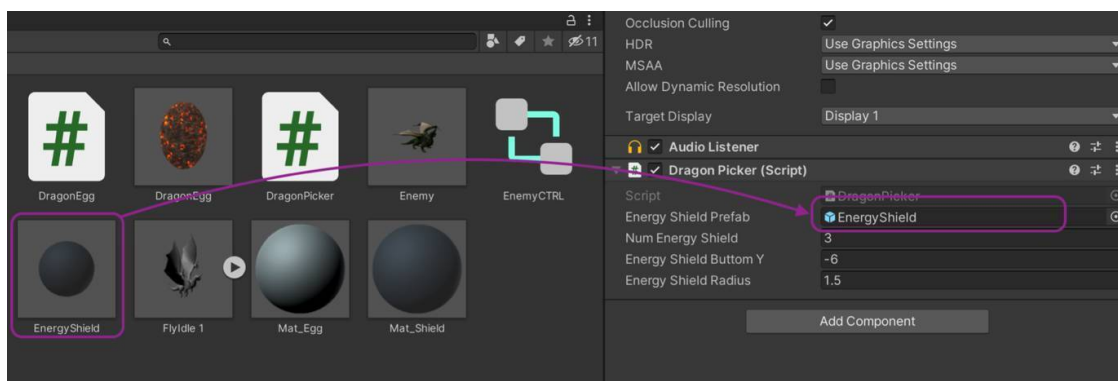 11
DragonEgg
DragonEgg
DragonPicker
Enemy
EnemyCTRL
EnergyShield
FlyIdle 1
Mat_Egg
Mat_Shield
Occlusion Culling
HDR Use Graphics Settings
MSAA Use Graphics Settings
Allow Dynamic Resolution
Target Display Display 1
Audio Listener
# Dragon Picker (Script)
Script # DragonPicker
Energy Shield Prefab EnergyShield
Num Energy Shield 3
Energy Shield Buttom Y -6
Energy Shield Radius 1.5
Add Component